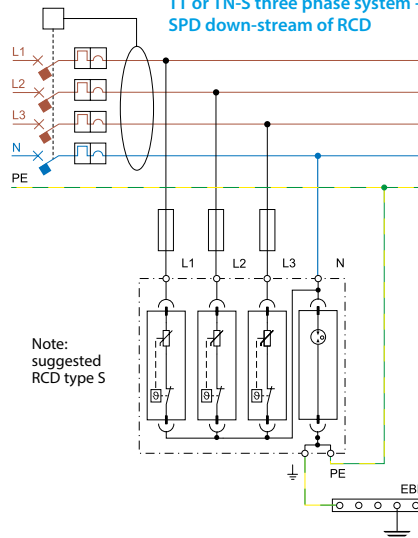 TT or TN-S three phase system -
SPD down-stream of RCD
L1
L2
L3
N
PE
L1 L2 L3 N
Note:
suggested
RCD type S
ϑ ϑ ϑ
PE